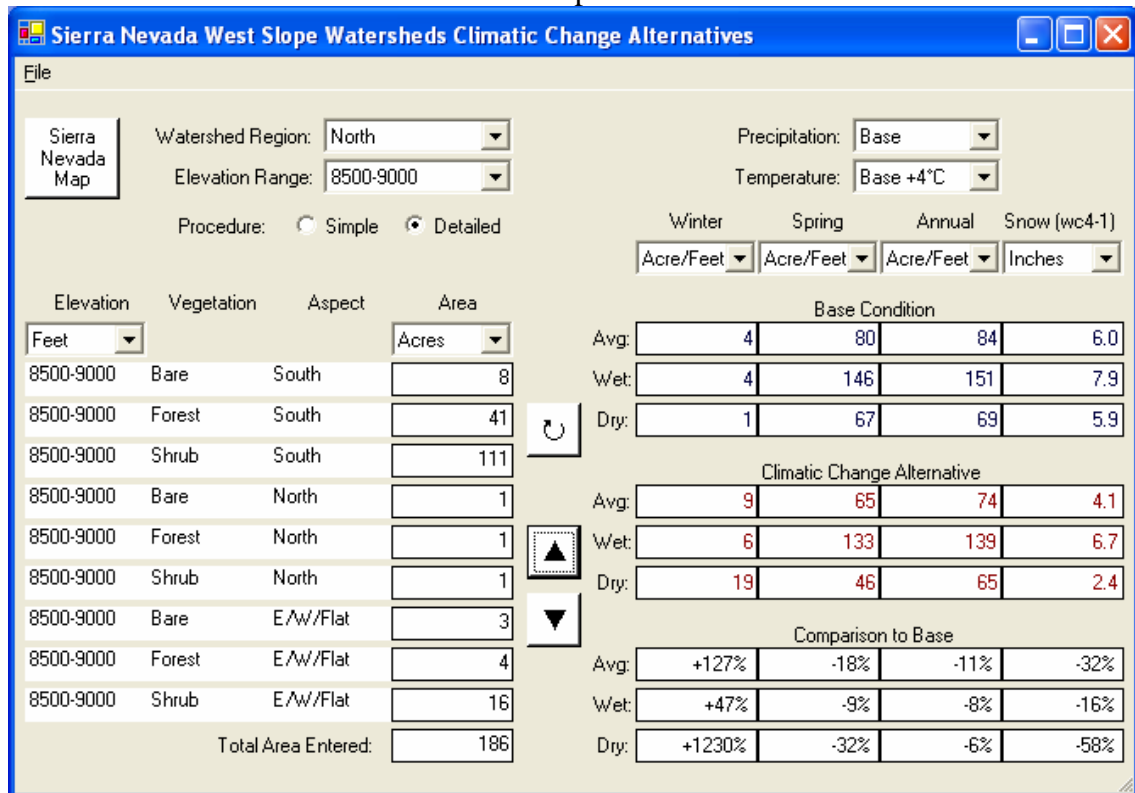 Sierra Nevada West Slope Watersheds Climatic Change Alternatives
File
Sierra
Nevada
Map
Watershed Region: North
Elevation Range: 8500-9000
Procedure: Simple Detailed
Precipitation: Base
Temperature: Base +4°C
Winter Spring Annual Snow (wc4-1)
Acre/Feet Acre/Feet Acre/Feet Inches
Elevation Vegetation Aspect Area
Feet Acres
8500-9000 Bare South 8
8500-9000 Forest South 41
8500-9000 Shrub South 111
8500-9000 Bare North 1
8500-9000 Forest North 1
8500-9000 Shrub North 1
8500-9000 Bare E/W/Flat 3
8500-9000 Forest E/W/Flat 4
8500-9000 Shrub E/W/Flat 16
Total Area Entered: 186
Base Condition
Avg: 4 80 84 6.0
Wet: 4 146 151 7.9
Dry: 1 67 69 5.9
Climatic Change Alternative
Avg: 9 65 74 4.1
Wet: 6 133 139 6.7
Dry: 19 46 65 2.4
Comparison to Base
Avg: +127% -18% -11% -32%
Wet: +47% -9% -8% -16%
Dry: +1230% -32% -6% -58%